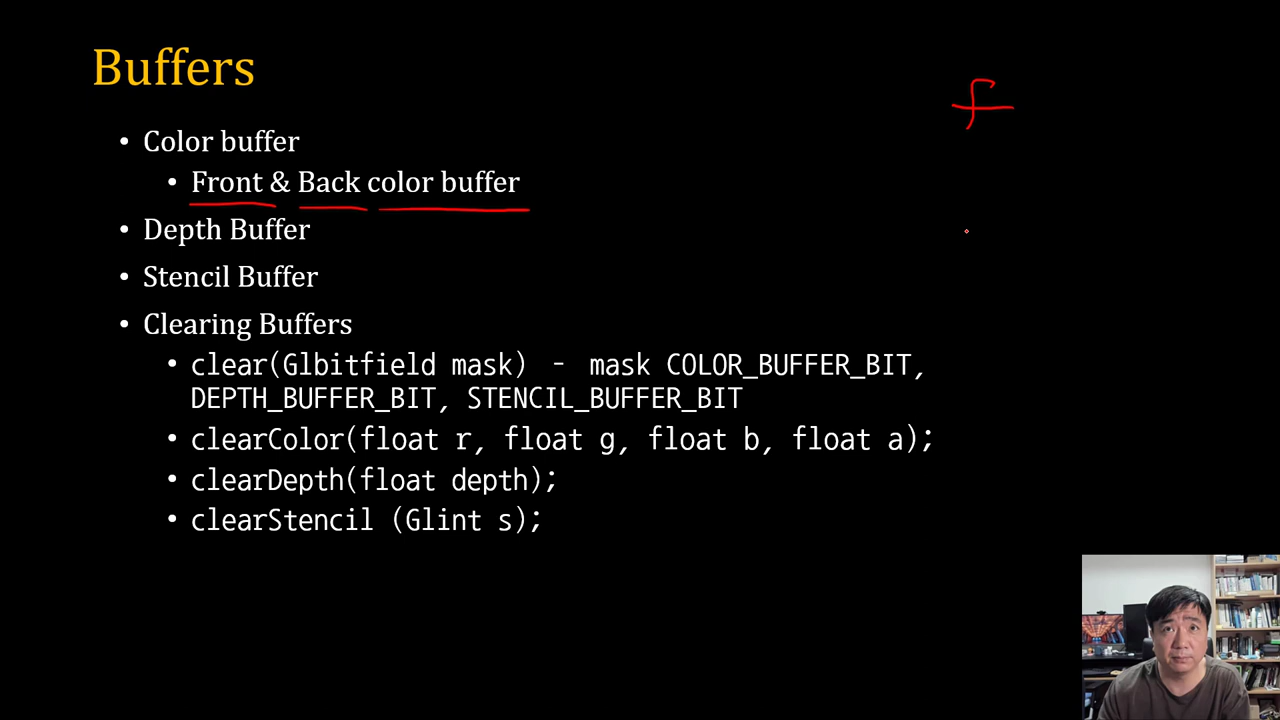 Buffers
f
• Color buffer
• Front & Back color buffer
• Depth Buffer
• Stencil Buffer
• Clearing Buffers
• clear(Glbitfield mask) - mask COLOR_BUFFER_BIT,
DEPTH_BUFFER_BIT, STENCIL_BUFFER_BIT
• clearColor(float r, float g, float b, float a);
• clearDepth(float depth);
• clearStencil (Glint s);